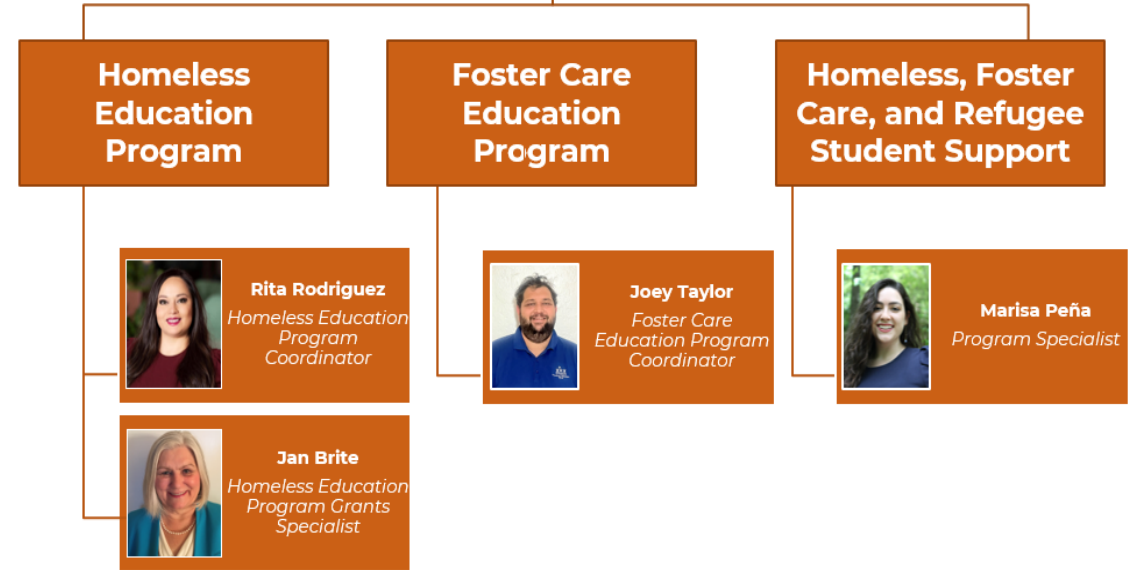 Homeless
Education
Program
Foster Care
Education
Program
Homeless, Foster
Care, and Refugee
Student Support
Rita Rodriguez
Homeless Education
Program
Coordinator
Joey Taylor
Foster Care
Education Program
Coordinator
Marisa Peña
Program Specialist
Jan Brite
Homeless Education
Program Grants
Specialist